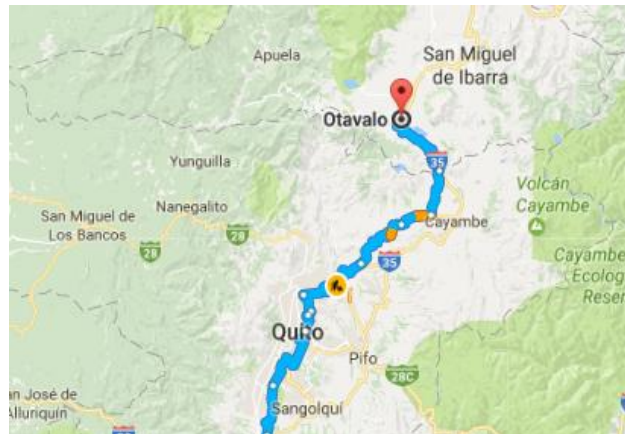 Apuela
San Miguel
de Ibarra
Otavalo
35
Yunguilla
Volcán
Cayambe
Nanegalito
San Miguel de
Los Bancos
28
28
Cayambe
35
Cayambe
Ecolog
Reser
Quito
Pifo
28C
an José de
Alluriquín
Sangolquí